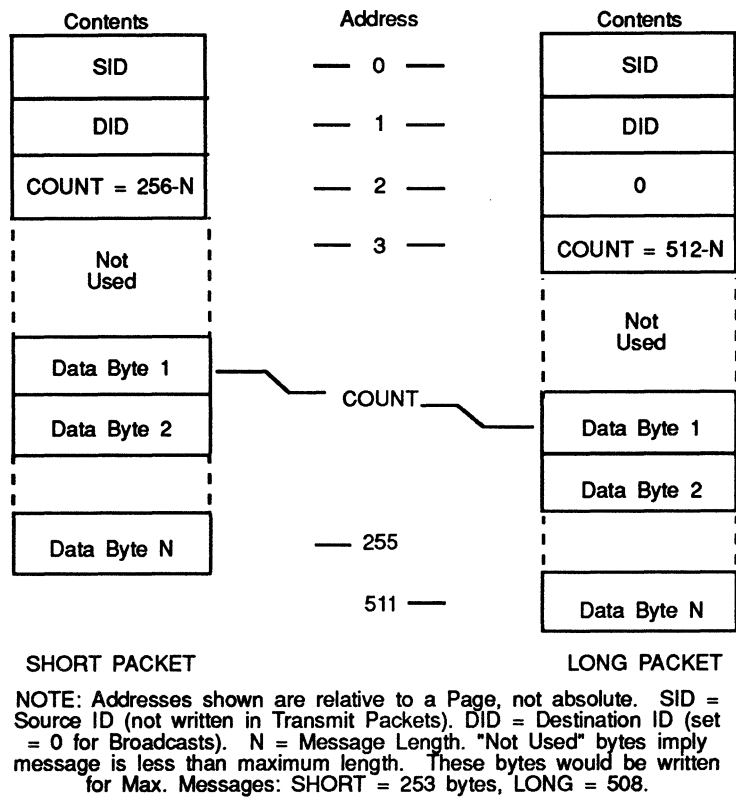 Contents Address Contents
SID 0 SID
DID 1 DID
COUNT = 256-N 2 0
3 COUNT = 512-N
Not
Used
Not
Used
Data Byte 1
COUNT
Data Byte 1
Data Byte 2
Data Byte 2
Data Byte N 255
511 Data Byte N
SHORT PACKET LONG PACKET
NOTE: Addresses shown are relative to a Page, not absolute. SID =
Source ID (not written in Transmit Packets). DID = Destination ID (set
= 0 for Broadcasts). N = Message Length. "Not Used" bytes imply
message is less than maximum length. These bytes would be written
for Max. Messages: SHORT = 253 bytes, LONG = 508.